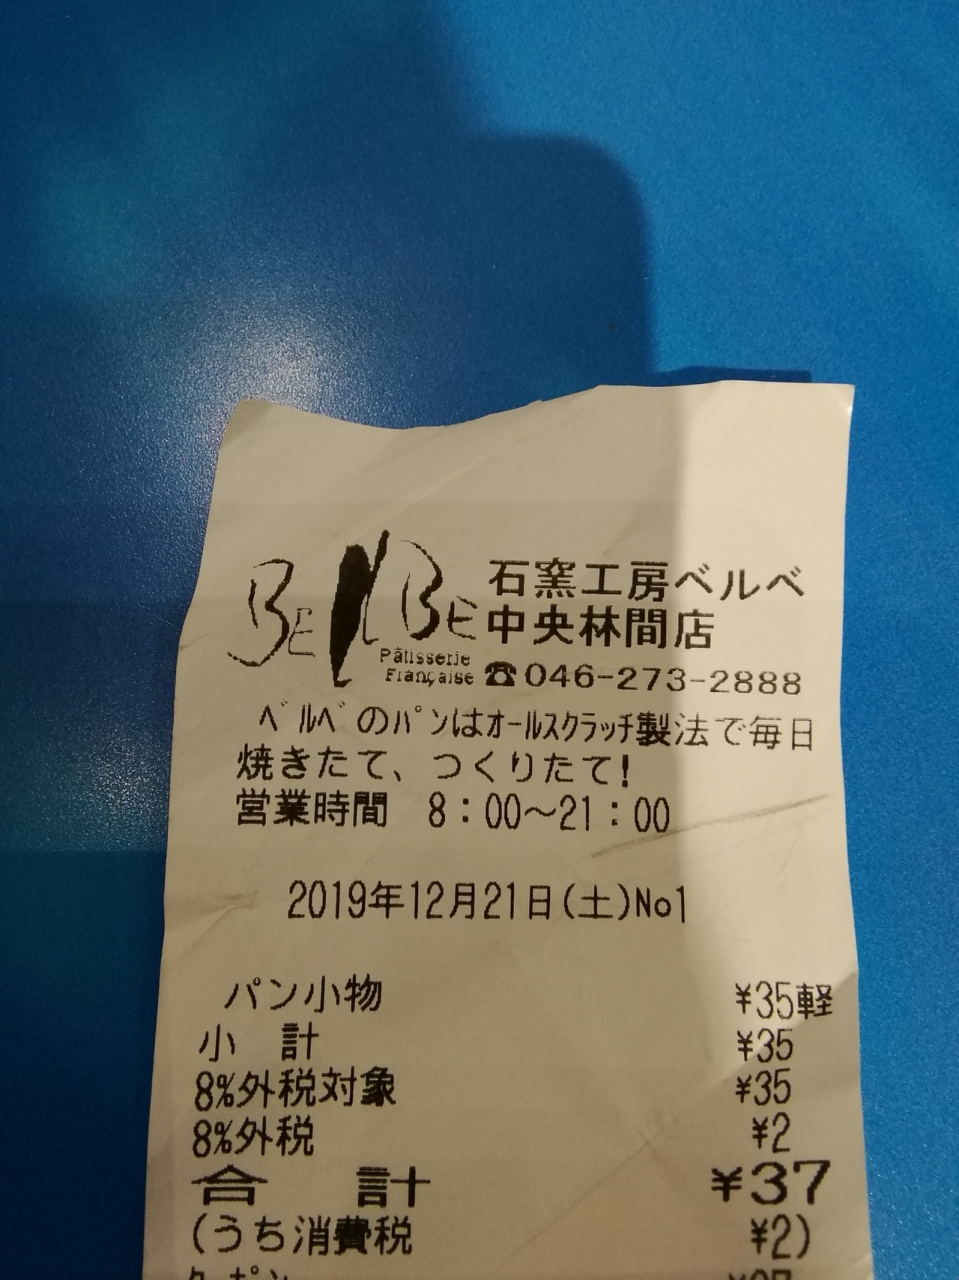 BELBE
Pâtisserie
Française
石窯工房ベルベ
中央林間店
☎046-273-2888
ﾍﾞﾙﾍﾞのﾊﾟﾝはｵｰﾙｽｸﾗｯﾁ製法で毎日
焼きたて、つくりたて!
営業時間 8:00〜21:00
2019年12月21日(土)No1
パン小物 ¥35軽
小 計 ¥35
8%外税対象 ¥35
8%外税 ¥2
合 計 ¥37
(うち消費税 ¥2)
ｸｰﾎﾟﾝ